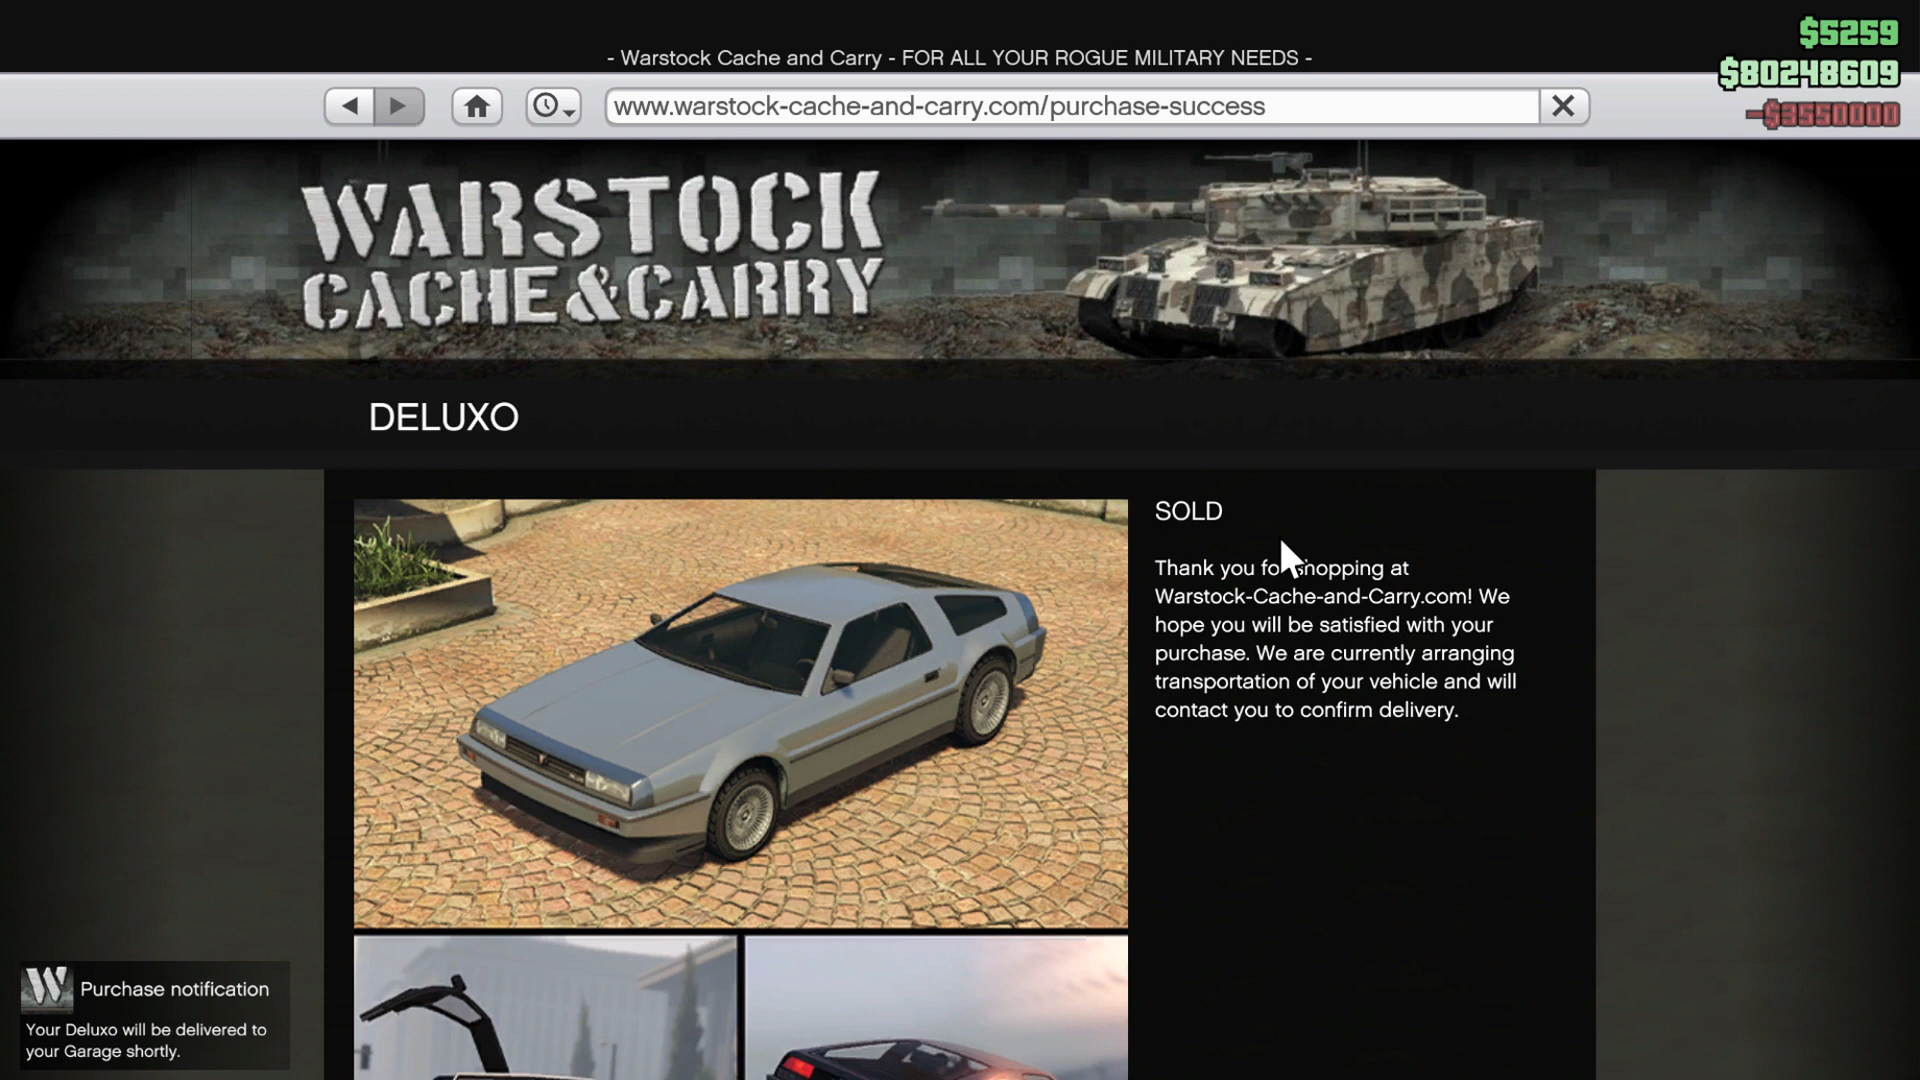 $5259
- Warstock Cache and Carry - FOR ALL YOUR ROGUE MILITARY NEEDS -
$80248609
www.warstock-cache-and-carry.com/purchase-success
-$3550000
WARSTOCK
CACHE&CARRY
DELUXO
SOLD
Thank you for shopping at
Warstock-Cache-and-Carry.com! We
hope you will be satisfied with your
purchase. We are currently arranging
transportation of your vehicle and will
contact you to confirm delivery.
W Purchase notification
Your Deluxo will be delivered to
your Garage shortly.